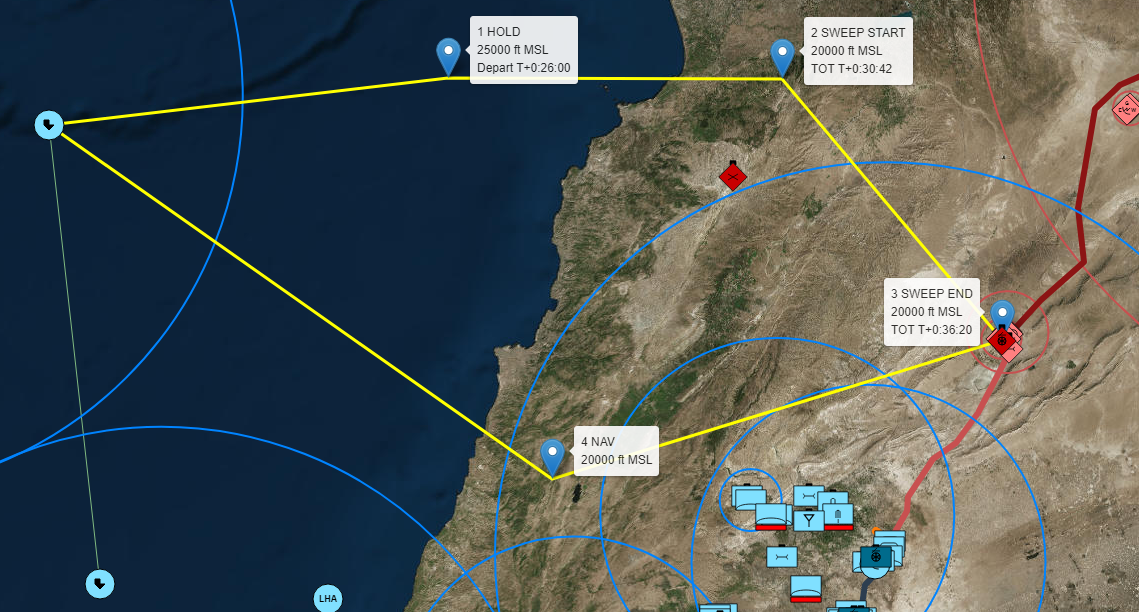 1 HOLD
25000 ft MSL
Depart T+0:26:00
2 SWEEP START
20000 ft MSL
TOT T+0:30:42
3 SWEEP END
20000 ft MSL
TOT T+0:36:20
4 NAV
20000 ft MSL
LHA